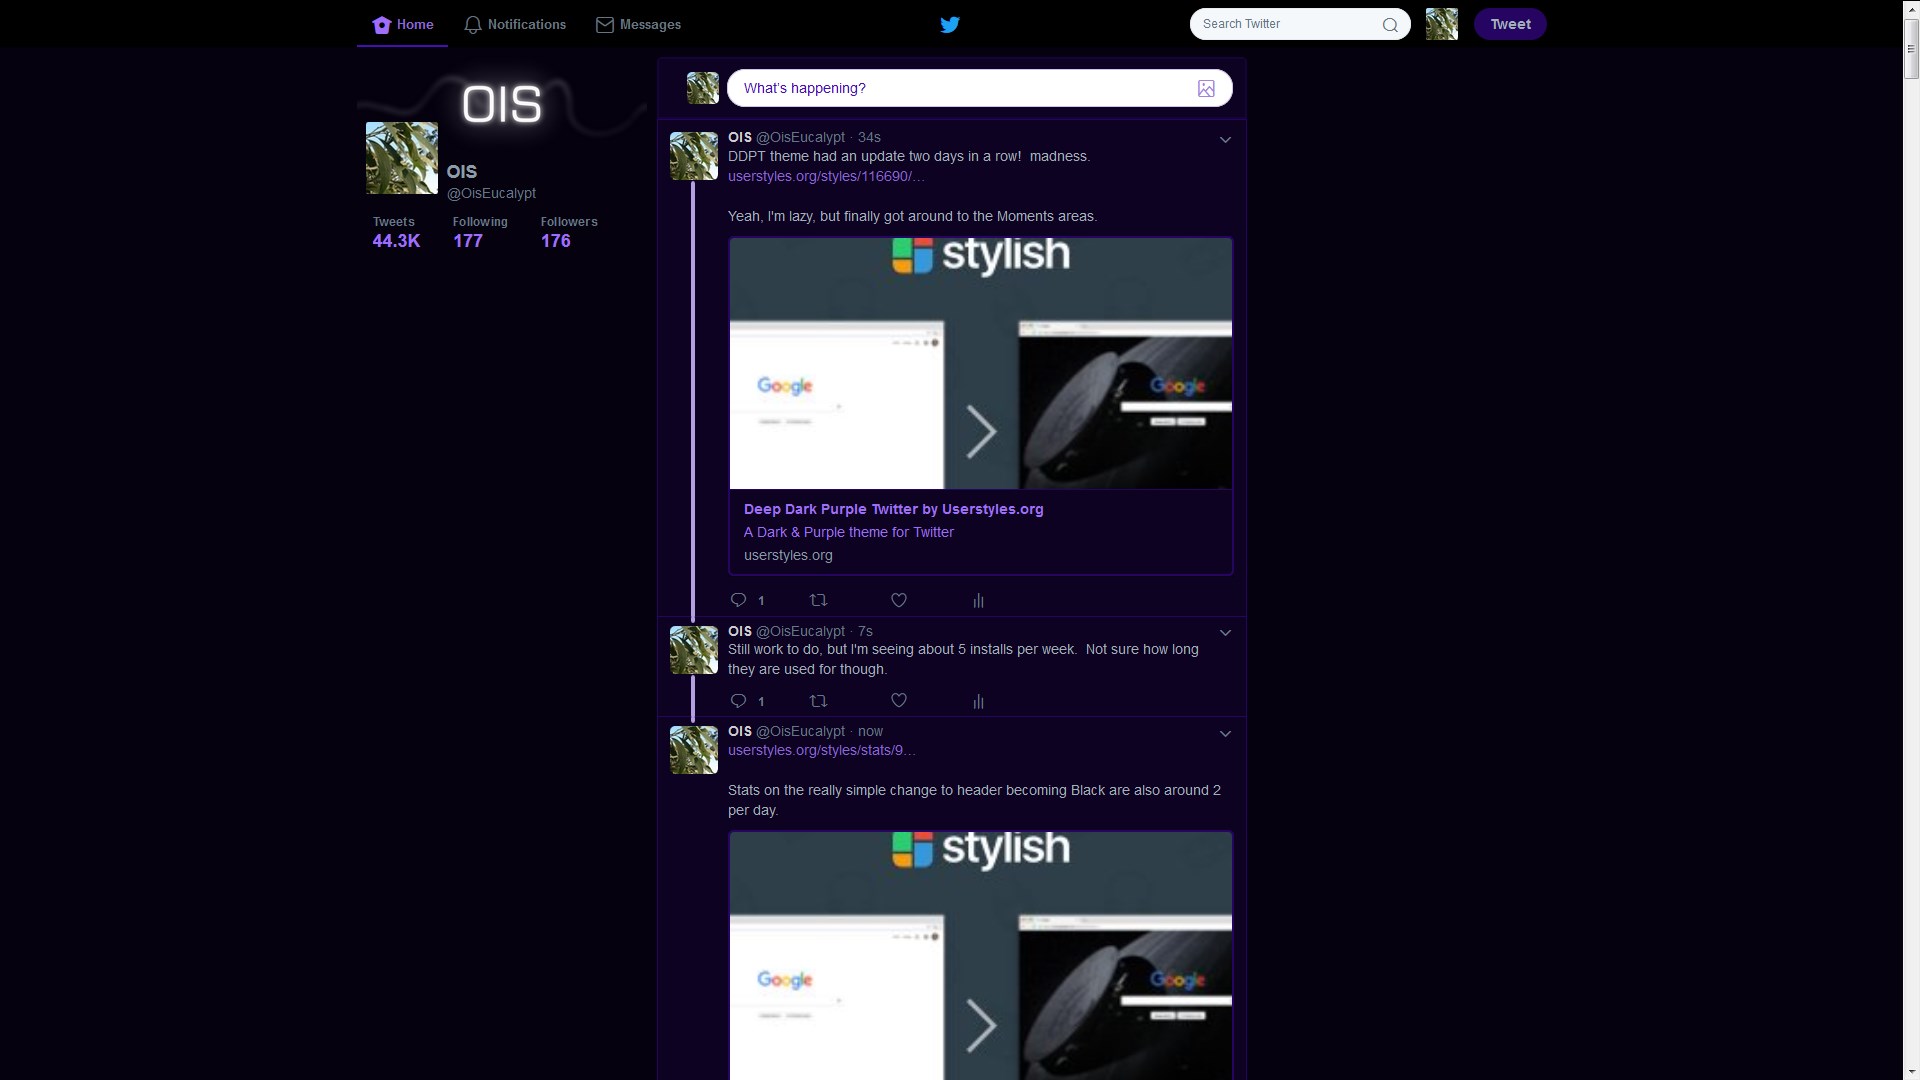 Home Notifications Messages Search Twitter Tweet
OIS
OIS
@OisEucalypt
Tweets Following Followers
44.3K 177 176
What's happening?
OIS @OisEucalypt · 34s
DDPT theme had an update two days in a row!  madness.
userstyles.org/styles/116690/…
Yeah, I'm lazy, but finally got around to the Moments areas.
stylish
Google Google
Deep Dark Purple Twitter by Userstyles.org
A Dark & Purple theme for Twitter
userstyles.org
1
OIS @OisEucalypt · 7s
Still work to do, but I'm seeing about 5 installs per week.  Not sure how long
they are used for though.
1
OIS @OisEucalypt · now
userstyles.org/styles/stats/9…
Stats on the really simple change to header becoming Black are also around 2
per day.
stylish
Google Google